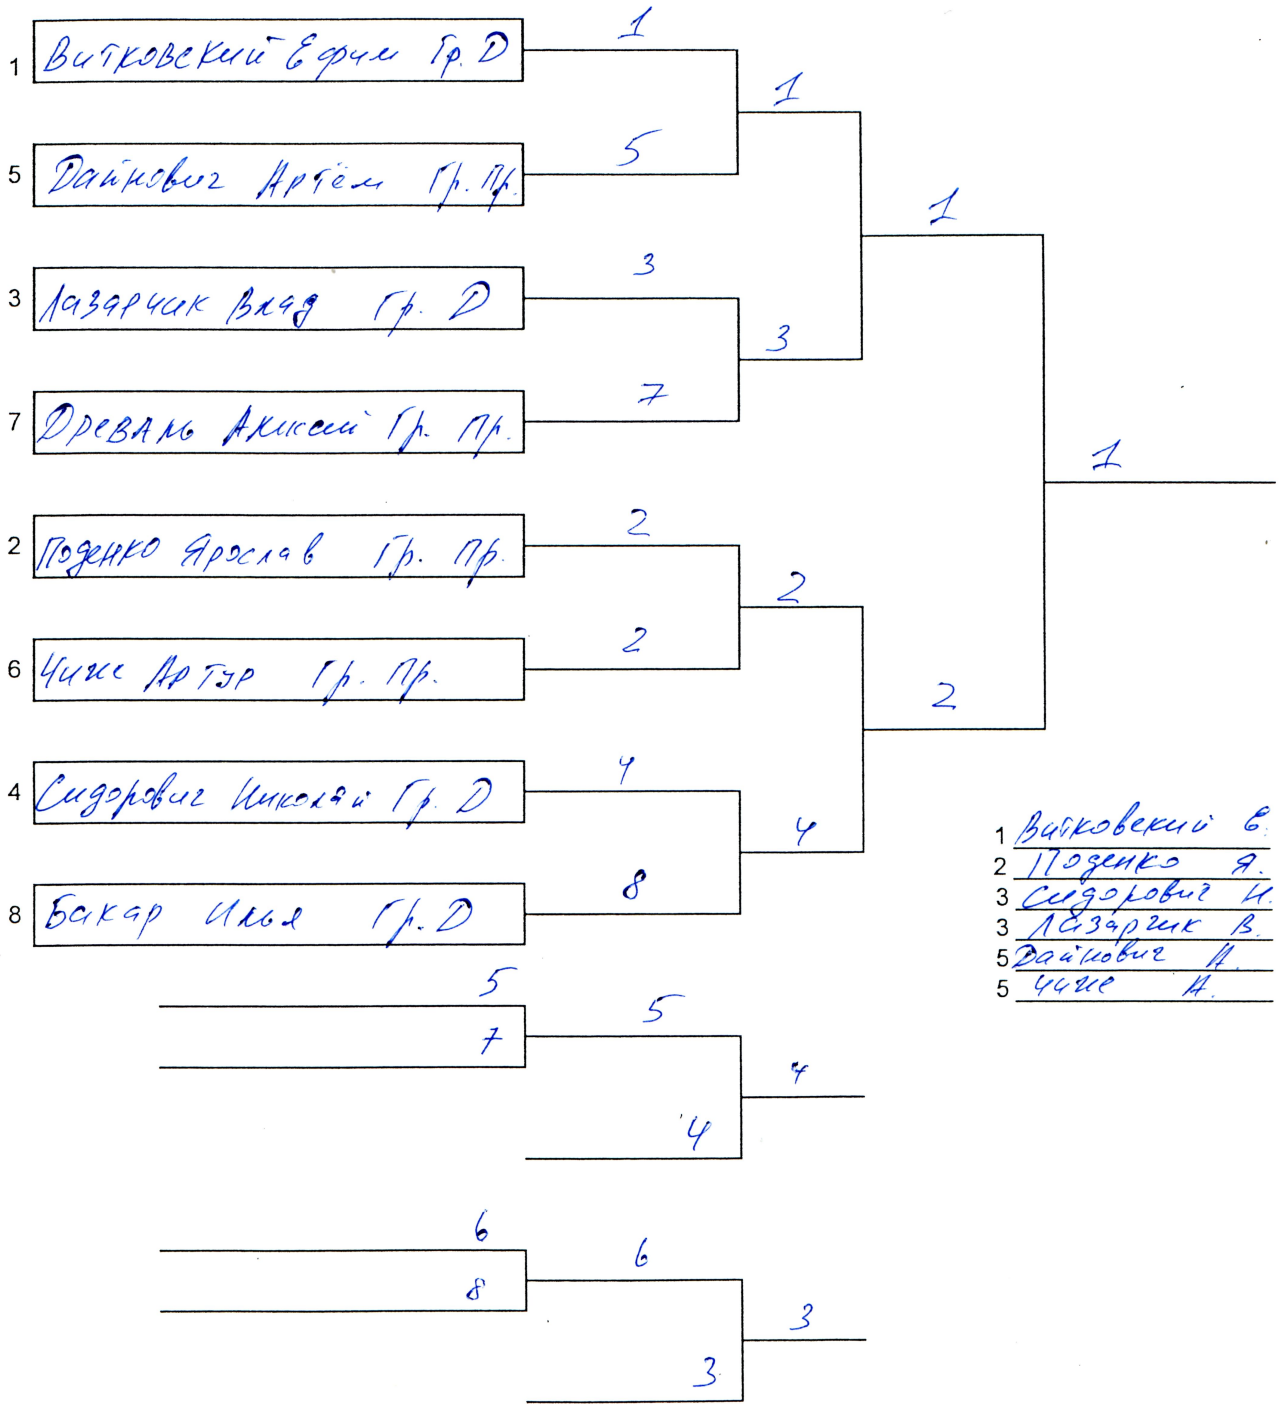 1
1 Витковский Ефим Гр. D
1
5
5 Дайнович Артём Гр. Пр.
1
3
3 Лазарчик Влад Гр. D
3
7
7 Древаль Алексей Гр. Пр.
1
2
2 Поденко Ярослав Гр. Пр.
2
2
6 Чиже Артур Гр. Пр.
2
4
4 Сидорович Николай Гр. D
4
8
8 Бакар Илья Гр. D
1 Витковский Е.
2 Поденко Я.
3 Сидорович Н.
3 Лазарчик В.
5 Дайнович А.
5 Чиже А.
5
5
7
4
4
6
6
8
3
3